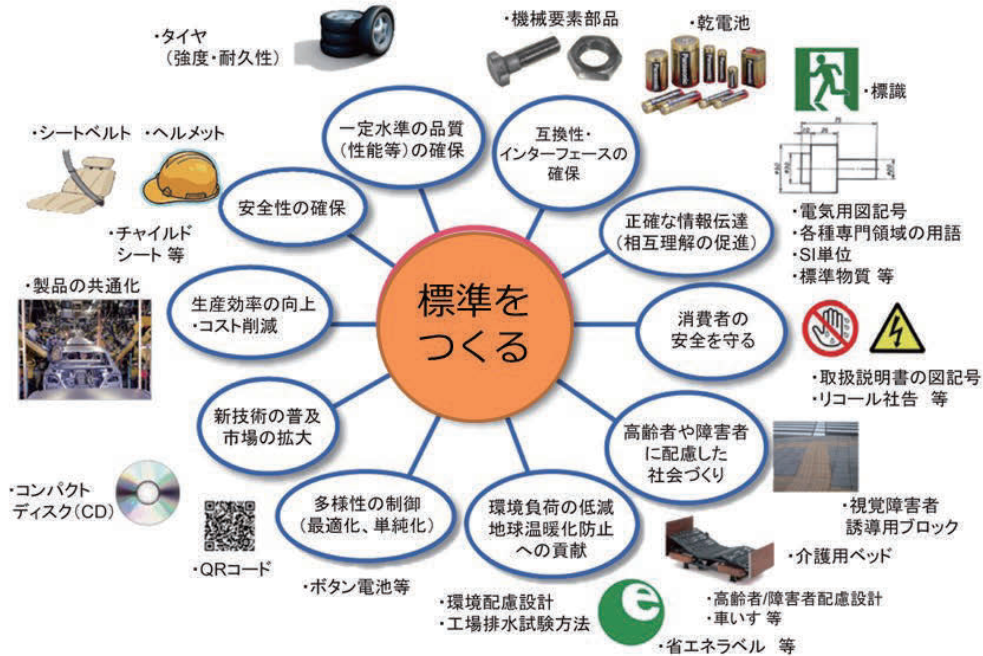 ・タイヤ
(強度・耐久性)
・機械要素部品
・乾電池
・標識
・シートベルト
・ヘルメット
・チャイルド
シート 等
一定水準の品質
(性能等)の確保
互換性・
インターフェースの
確保
安全性の確保
正確な情報伝達
(相互理解の促進)
・電気用図記号
・各種専門領域の用語
・SI単位
・標準物質 等
・製品の共通化
生産効率の向上
・コスト削減
標準を
つくる
消費者の
安全を守る
・取扱説明書の図記号
・リコール社告 等
新技術の普及
市場の拡大
高齢者や障害者
に配慮した
社会づくり
・コンパクト
ディスク(CD)
・QRコード
多様性の制御
(最適化、単純化)
・ボタン電池等
環境負荷の低減
地球温暖化防止
への貢献
・視覚障害者
誘導用ブロック
・介護用ベッド
・高齢者/障害者配慮設計
・車いす 等
・環境配慮設計
・工場排水試験方法
e
・省エネラベル 等